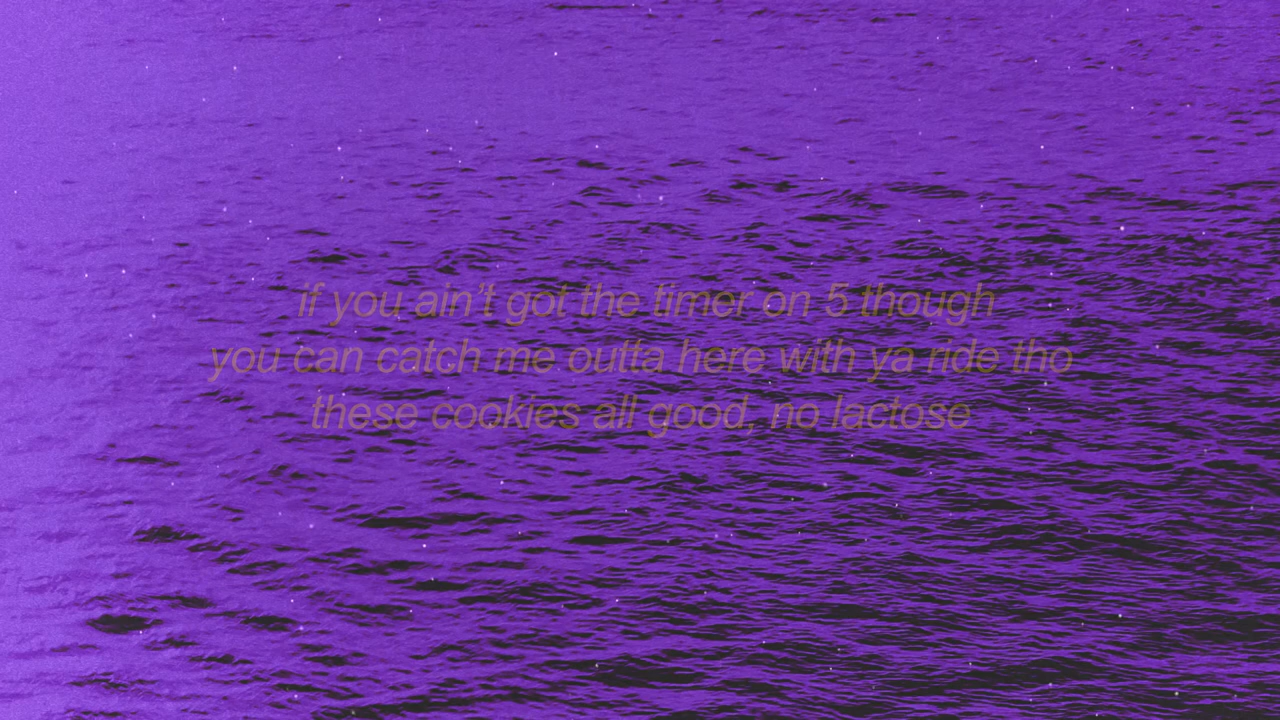 if you ain't got the timer on 5 though
you can catch me outta here with ya ride tho
these cookies all good, no lactose